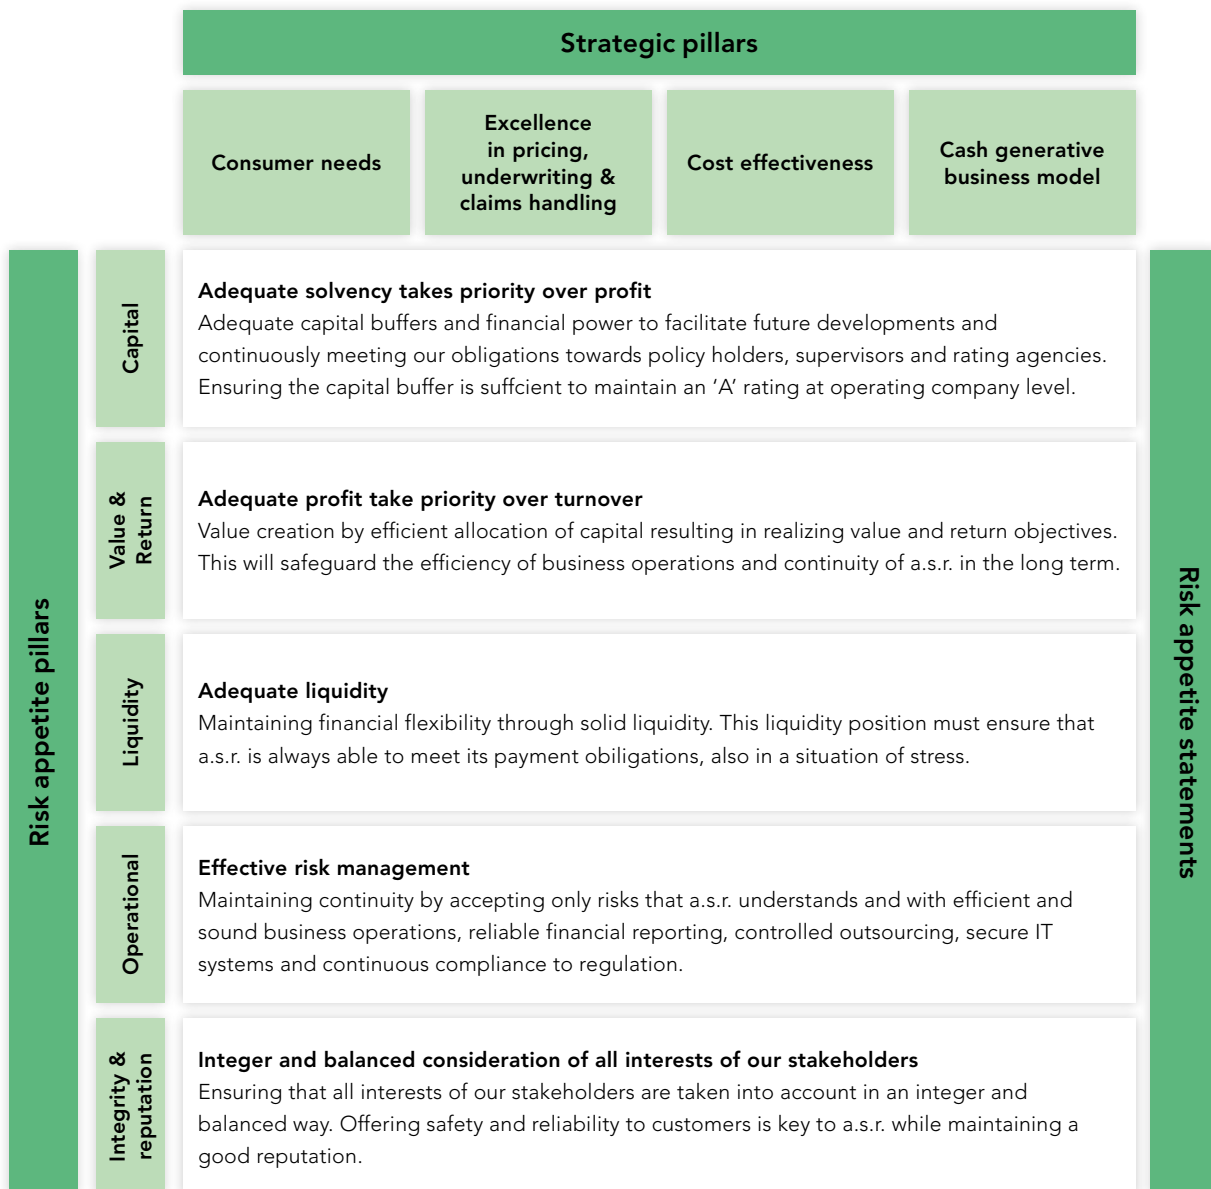 Strategic pillars
Consumer needs
Excellence
in pricing,
underwriting &
claims handling
Cost effectiveness
Cash generative
business model
Risk appetite pillars
Capital
Adequate solvency takes priority over profit
Adequate capital buffers and financial power to facilitate future developments and
continuously meeting our obligations towards policy holders, supervisors and rating agencies.
Ensuring the capital buffer is suffcient to maintain an ’A’ rating at operating company level.
Value &
Return
Adequate profit take priority over turnover
Value creation by efficient allocation of capital resulting in realizing value and return objectives.
This will safeguard the efficiency of business operations and continuity of a.s.r. in the long term.
Liquidity
Adequate liquidity
Maintaining financial flexibility through solid liquidity. This liquidity position must ensure that
a.s.r. is always able to meet its payment obiligations, also in a situation of stress.
Operational
Effective risk management
Maintaining continuity by accepting only risks that a.s.r. understands and with efficient and
sound business operations, reliable financial reporting, controlled outsourcing, secure IT
systems and continuous compliance to regulation.
Integrity &
reputation
Integer and balanced consideration of all interests of our stakeholders
Ensuring that all interests of our stakeholders are taken into account in an integer and
balanced way. Offering safety and reliability to customers is key to a.s.r. while maintaining a
good reputation.
Risk appetite statements